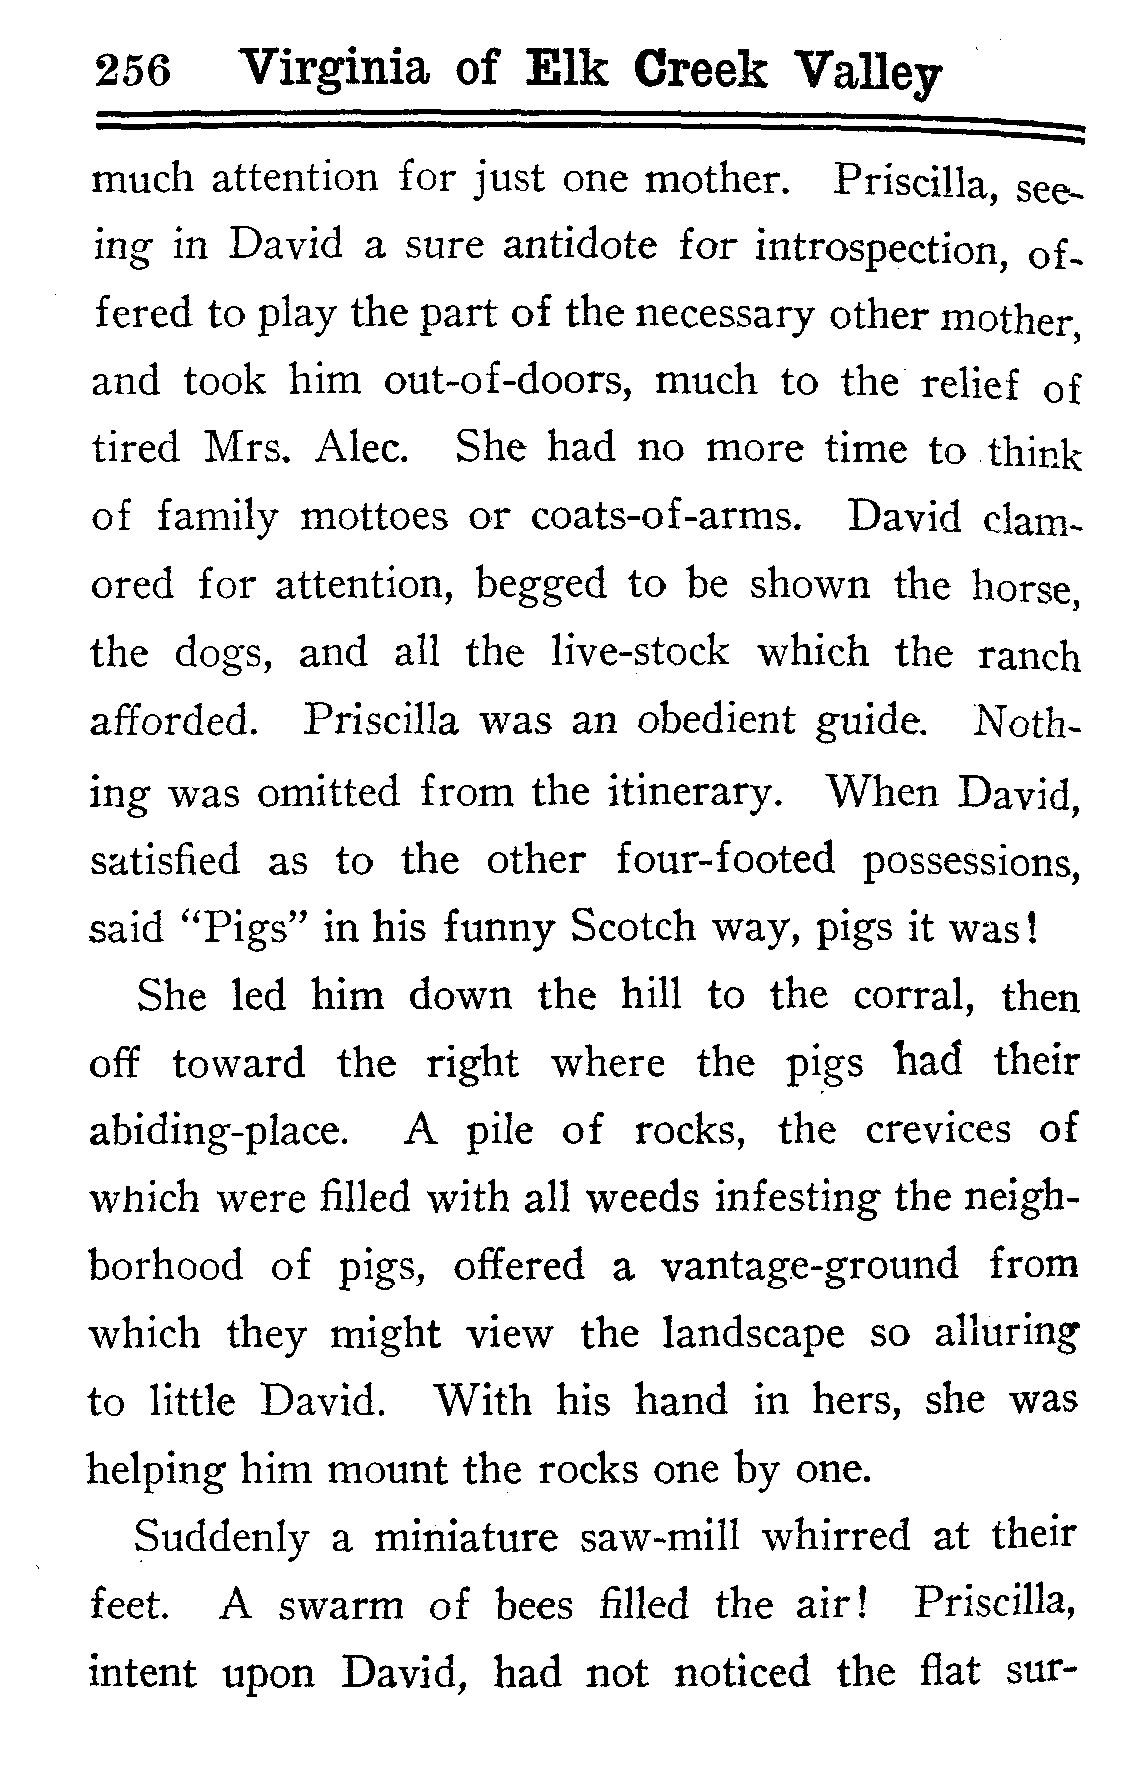 256 Virginia of Elk Creek Valley
much attention for just one mother. Priscilla, see-
ing in David a sure antidote for introspection, of-
fered to play the part of the necessary other mother,
and took him out-of-doors, much to the relief of
tired Mrs. Alec. She had no more time to think
of family mottoes or coats-of-arms. David clam-
ored for attention, begged to be shown the horse,
the dogs, and all the live-stock which the ranch
afforded. Priscilla was an obedient guide. Noth-
ing was omitted from the itinerary. When David,
satisfied as to the other four-footed possessions,
said “Pigs” in his funny Scotch way, pigs it was!
She led him down the hill to the corral, then
off toward the right where the pigs had their
abiding-place. A pile of rocks, the crevices of
which were filled with all weeds infesting the neigh-
borhood of pigs, offered a vantage-ground from
which they might view the landscape so alluring
to little David. With his hand in hers, she was
helping him mount the rocks one by one.
Suddenly a miniature saw-mill whirred at their
feet. A swarm of bees filled the air! Priscilla,
intent upon David, had not noticed the flat sur-